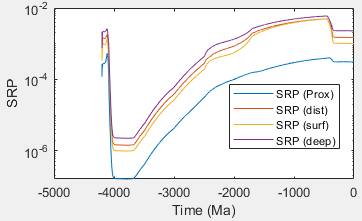 10-2
SRP (Prox)
SRP (dist)
SRP (surf)
SRP (deep)
10-4
10-6
SRP
-5000 -4000 -3000 -2000 -1000 0
Time (Ma)